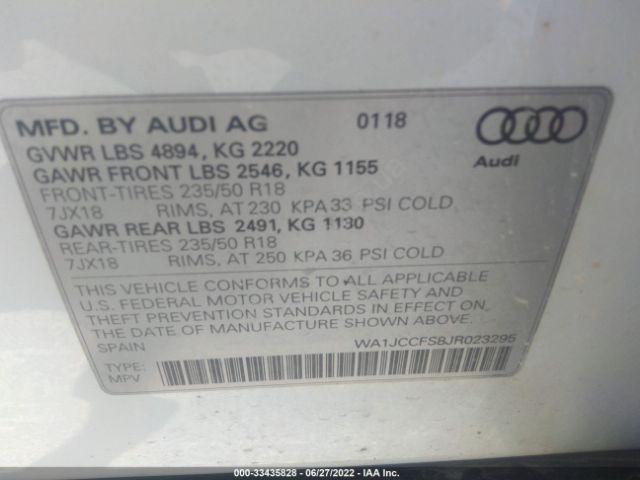 MFD. BY AUDI AG 0118
GVWR LBS 4894, KG 2220
Audi
GAWR FRONT LBS 2546, KG 1155
FRONT-TIRES 235/50 R18
7JX18 RIMS, AT 230 KPA 33 PSI COLD
GAWR REAR LBS 2491, KG 1130
REAR-TIRES 235/50 R18
7JX18 RIMS, AT 250 KPA 36 PSI COLD
THIS VEHICLE CONFORMS TO ALL APPLICABLE
U.S. FEDERAL MOTOR VEHICLE SAFETY AND
THEFT PREVENTION STANDARDS IN EFFECT ON
THE DATE OF MANUFACTURE SHOWN ABOVE.
SPAIN WA1JCCFS8JR023295
TYPE:
MPV
000-33435828 - 06/27/2022 - IAA Inc.